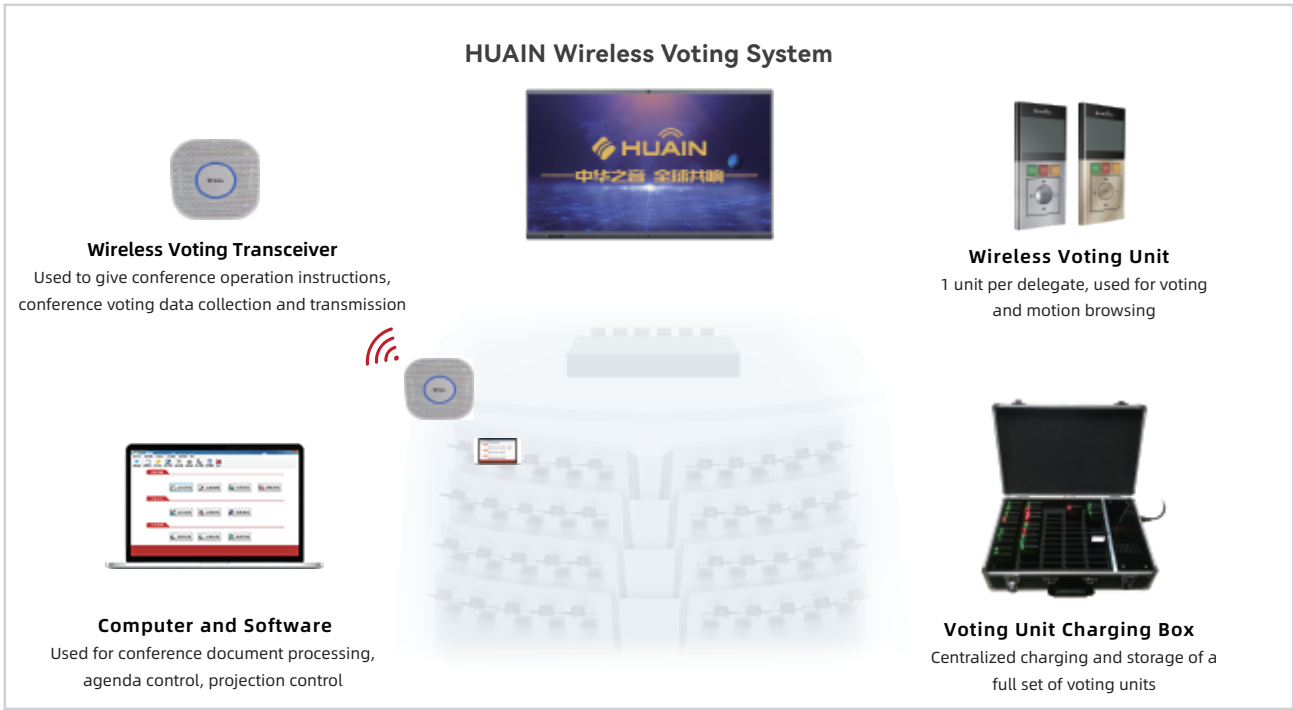 HUAIN Wireless Voting System
HUAIN
中华之音 全球共响
Wireless Voting Transceiver
Used to give conference operation instructions,
conference voting data collection and transmission
Wireless Voting Unit
1 unit per delegate, used for voting
and motion browsing
Computer and Software
Used for conference document processing,
agenda control, projection control
Voting Unit Charging Box
Centralized charging and storage of a
full set of voting units